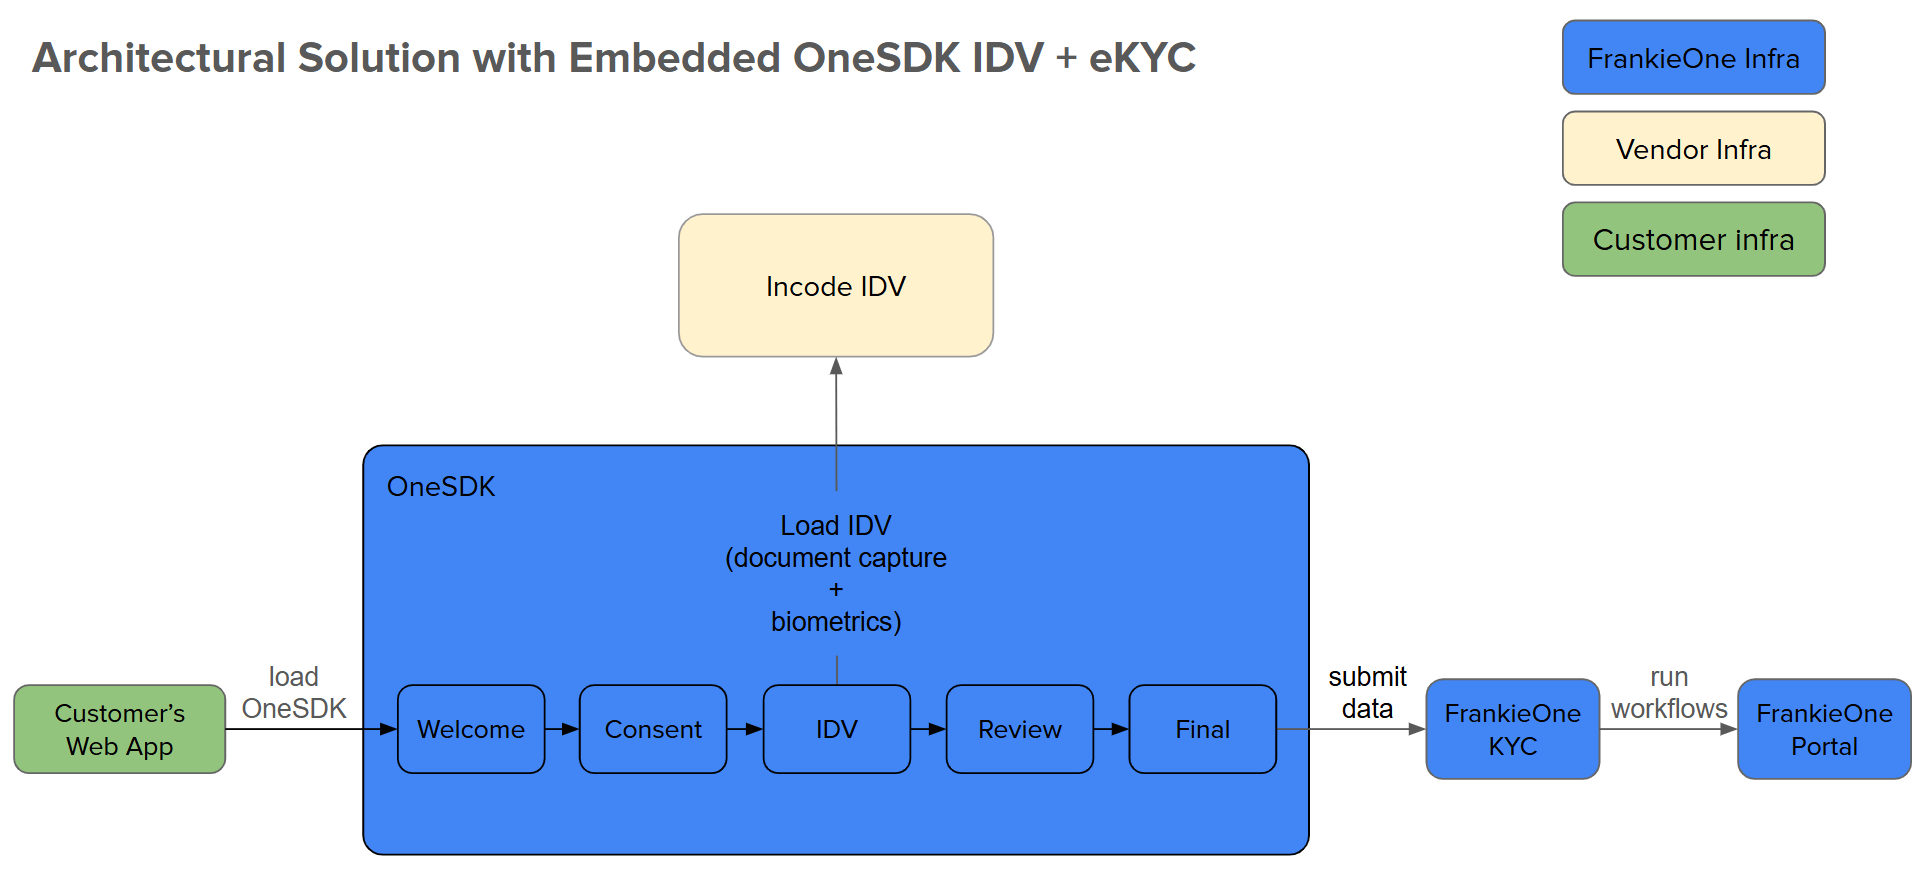 Architectural Solution with Embedded OneSDK IDV + eKYC
FrankieOne Infra
Vendor Infra
Customer infra
Incode IDV
OneSDK
Load IDV
(document capture
+
biometrics)
load
OneSDK
Customer’s
Web App
Welcome
Consent
IDV
Review
Final
submit
data
FrankieOne
KYC
run
workflows
FrankieOne
Portal